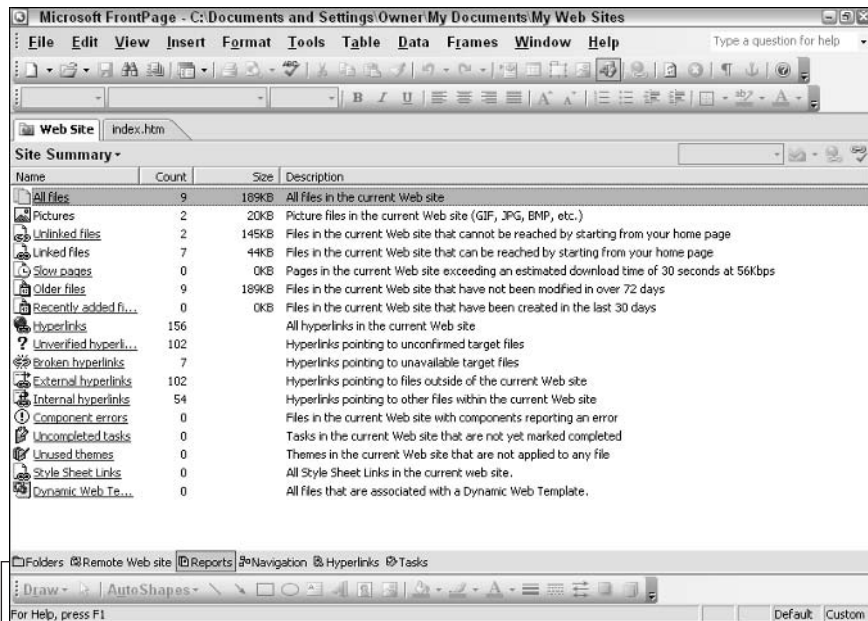 Microsoft FrontPage - C:\Documents and Settings\Owner\My Documents\My Web Sites
File Edit View Insert Format Tools Table Data Frames Window Help Type a question for help
B I U A A ab A
Web Site index.htm
Site Summary
Name Count Size Description
All files 9 189KB All files in the current Web site
Pictures 2 20KB Picture files in the current Web site (GIF, JPG, BMP, etc.)
Unlinked files 2 145KB Files in the current Web site that cannot be reached by starting from your home page
Linked files 7 44KB Files in the current Web site that can be reached by starting from your home page
Slow pages 0 0KB Pages in the current Web site exceeding an estimated download time of 30 seconds at 56Kbps
Older files 9 189KB Files in the current Web site that have not been modified in over 72 days
Recently added fi... 0 0KB Files in the current Web site that have been created in the last 30 days
Hyperlinks 156 All hyperlinks in the current Web site
? Unverified hyperli... 102 Hyperlinks pointing to unconfirmed target files
Broken hyperlinks 7 Hyperlinks pointing to unavailable target files
External hyperlinks 102 Hyperlinks pointing to files outside of the current Web site
Internal hyperlinks 54 Hyperlinks pointing to other files within the current Web site
Component errors 0 Files in the current Web site with components reporting an error
Uncompleted tasks 0 Tasks in the current Web site that are not yet marked completed
Unused themes 0 Themes in the current Web site that are not applied to any file
Style Sheet Links 0 All Style Sheet Links in the current web site.
Dynamic Web Te... 0 All files that are associated with a Dynamic Web Template.
Folders Remote Web site Reports Navigation Hyperlinks Tasks
Draw AutoShapes A
For Help, press F1 Default Custom